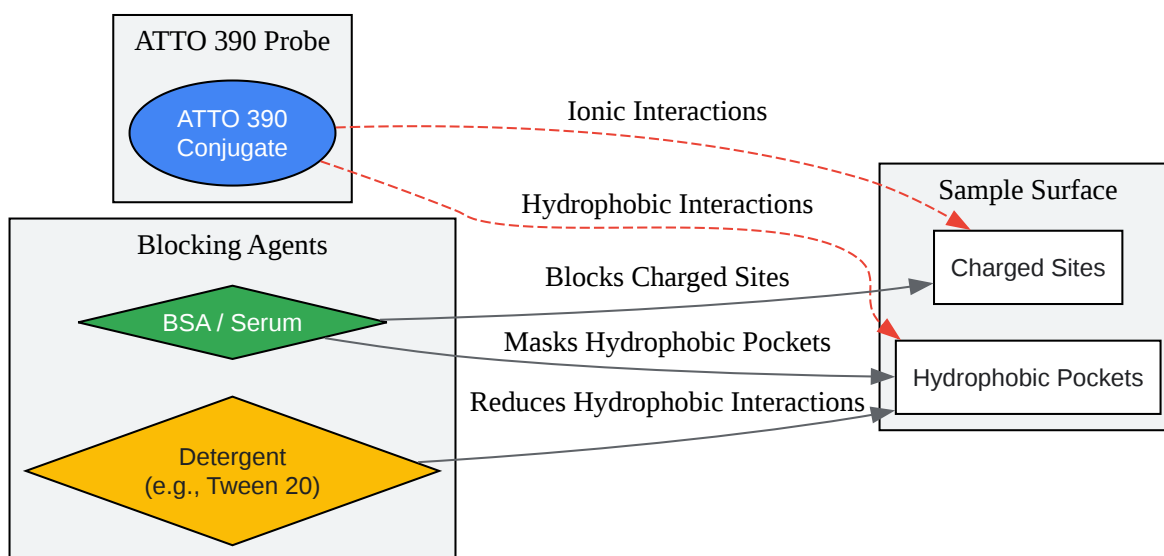 ATTO 390 Probe
ATTO 390
Conjugate
Ionic Interactions
Hydrophobic Interactions
Sample Surface
Charged Sites
Hydrophobic Pockets
Blocking Agents
BSA / Serum
Blocks Charged Sites
Masks Hydrophobic Pockets
Reduces Hydrophobic Interactions
Detergent
(e.g., Tween 20)